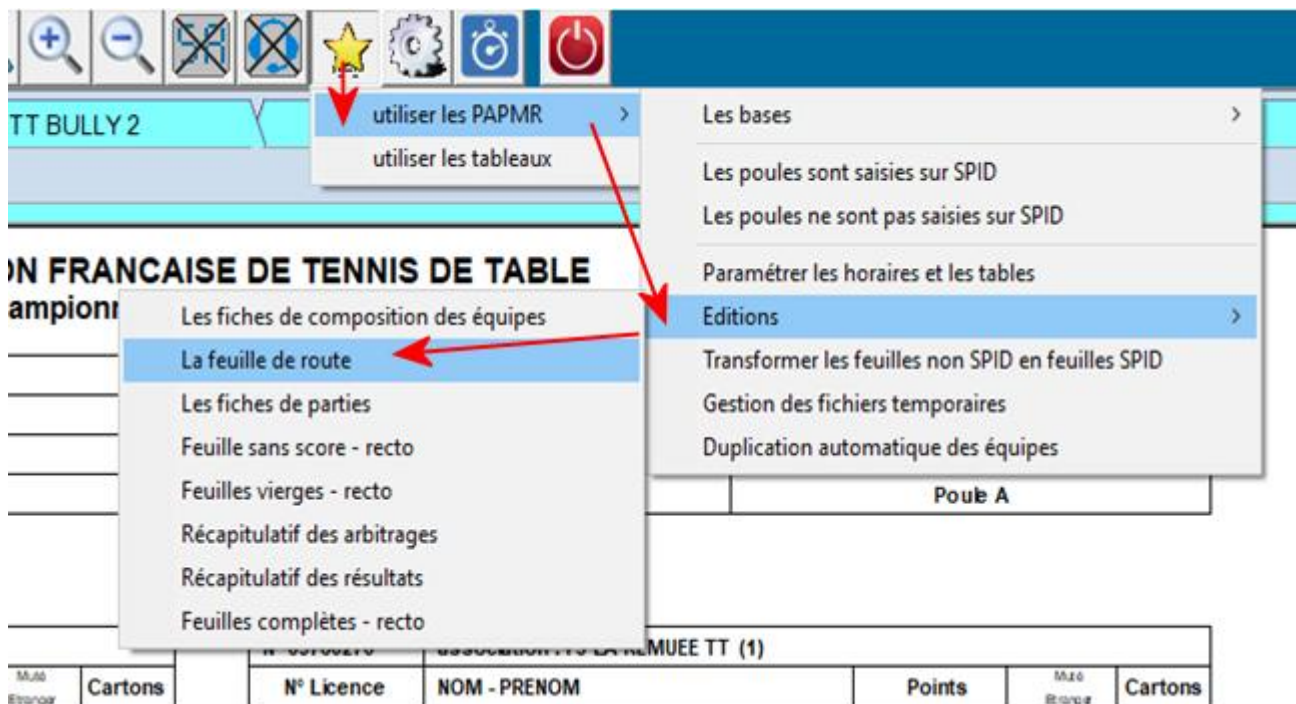 TT BULLY 2
utiliser les PAPMR
utiliser les tableaux
Les bases
Les poules sont saisies sur SPID
Les poules ne sont pas saisies sur SPID
Paramétrer les horaires et les tables
Editions
Transformer les feuilles non SPID en feuilles SPID
Gestion des fichiers temporaires
Duplication automatique des équipes
ON FRANCAISE DE TENNIS DE TABLE
Les fiches de composition des équipes
La feuille de route
Les fiches de parties
Feuille sans score - recto
Feuilles vierges - recto
Récapitulatif des arbitrages
Récapitulatif des résultats
Feuilles complètes - recto
Poule A
TT (1)
Muté
Etranger
Cartons
N° Licence
NOM - PRENOM
Points
Muté
Etranger
Cartons